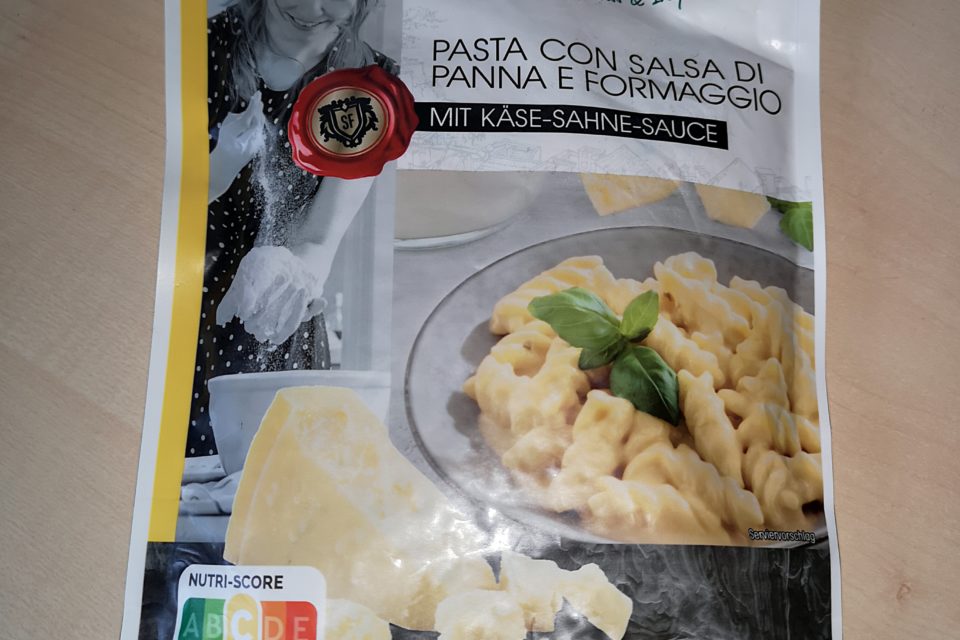 PASTA CON SALSA DI
PANNA E FORMAGGIO
MIT KÄSE-SAHNE-SAUCE
SF
Serviervorschlag
NUTRI-SCORE
A B C D E